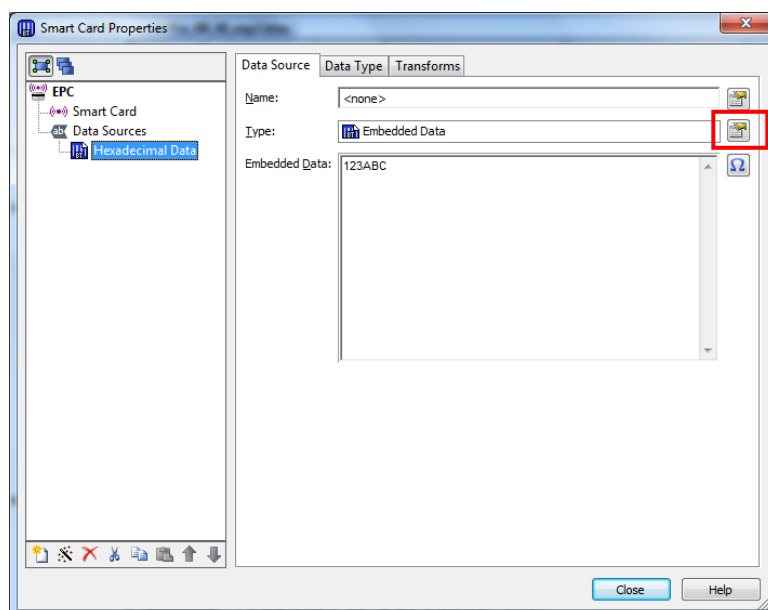 Smart Card Properties
Data Source Data Type Transforms
EPC
Smart Card
Data Sources
Hexadecimal Data
Name: <none>
Type: Embedded Data
Embedded Data: 123ABC
Ω
Close Help